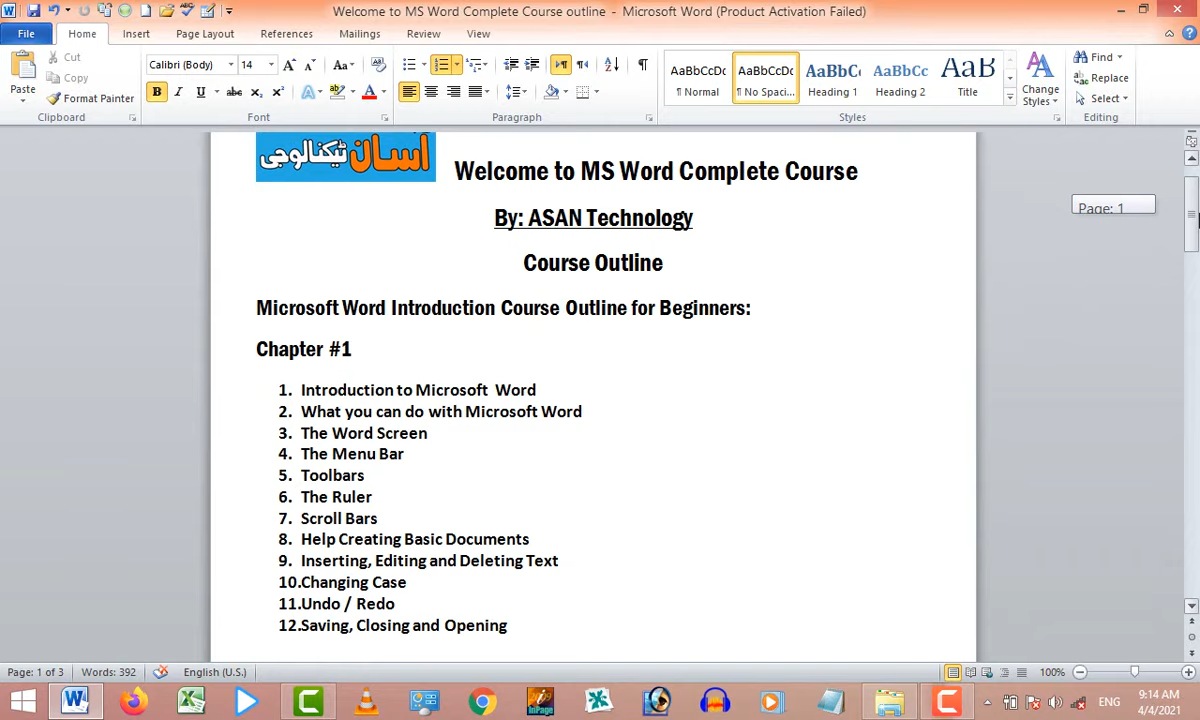 Welcome to MS Word Complete Course outline - Microsoft Word (Product Activation Failed)
File Home Insert Page Layout References Mailings Review View
Cut
Copy
Format Painter
Paste
Clipboard
Calibri (Body) 14
Font
Paragraph
AaBbCcDc AaBbCcDc AaBbC AaBbCc AaB
¶ Normal ¶ No Spaci... Heading 1 Heading 2 Title
Change Styles
Styles
Find
Replace
Select
Editing
آسان ٹیکنالوجی
Welcome to MS Word Complete Course
Page: 1
By: ASAN Technology
Course Outline
Microsoft Word Introduction Course Outline for Beginners:
Chapter #1
1. Introduction to Microsoft Word
2. What you can do with Microsoft Word
3. The Word Screen
4. The Menu Bar
5. Toolbars
6. The Ruler
7. Scroll Bars
8. Help Creating Basic Documents
9. Inserting, Editing and Deleting Text
10.Changing Case
11.Undo / Redo
12.Saving, Closing and Opening
Page: 1 of 3 Words: 392 English (U.S.) 100%
ENG 9:14 AM
4/4/2021